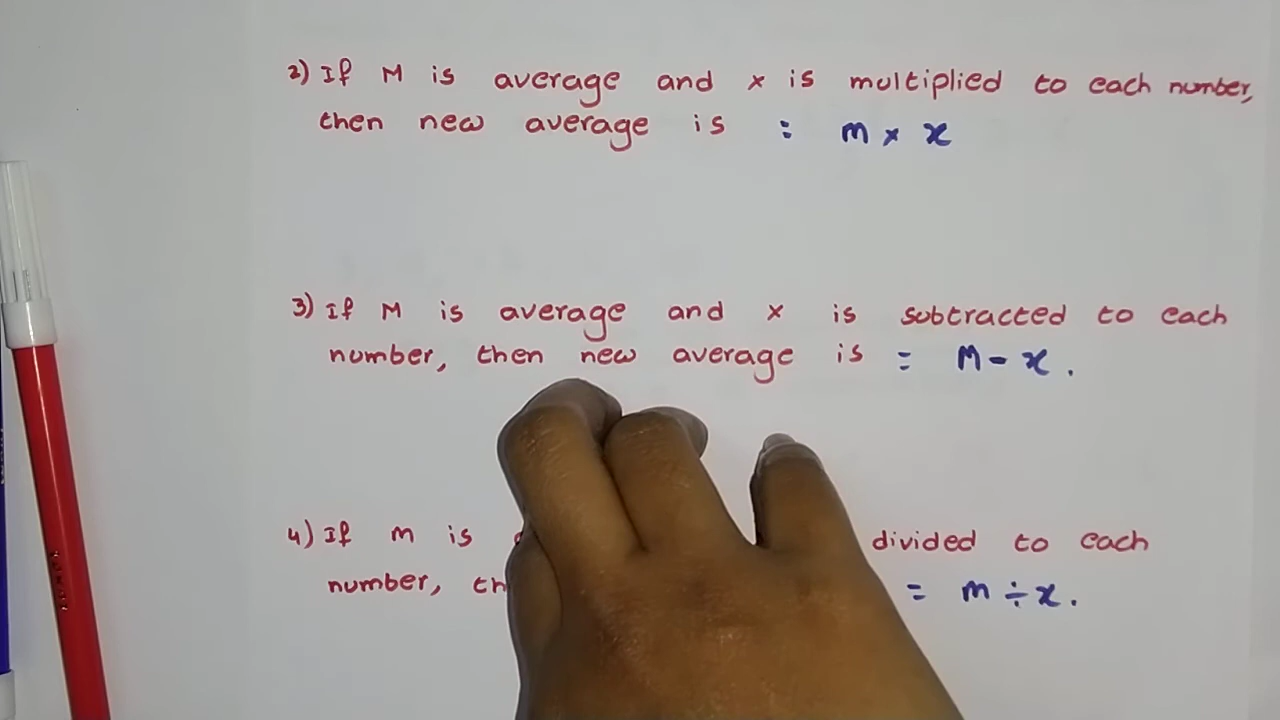 2) If M is average and x is multiplied to each number,
then new average is : m × x
3) If M is average and x is subtracted to each
number, then new average is = M - x.
4) If m is divided to each
number, = m ÷ x.